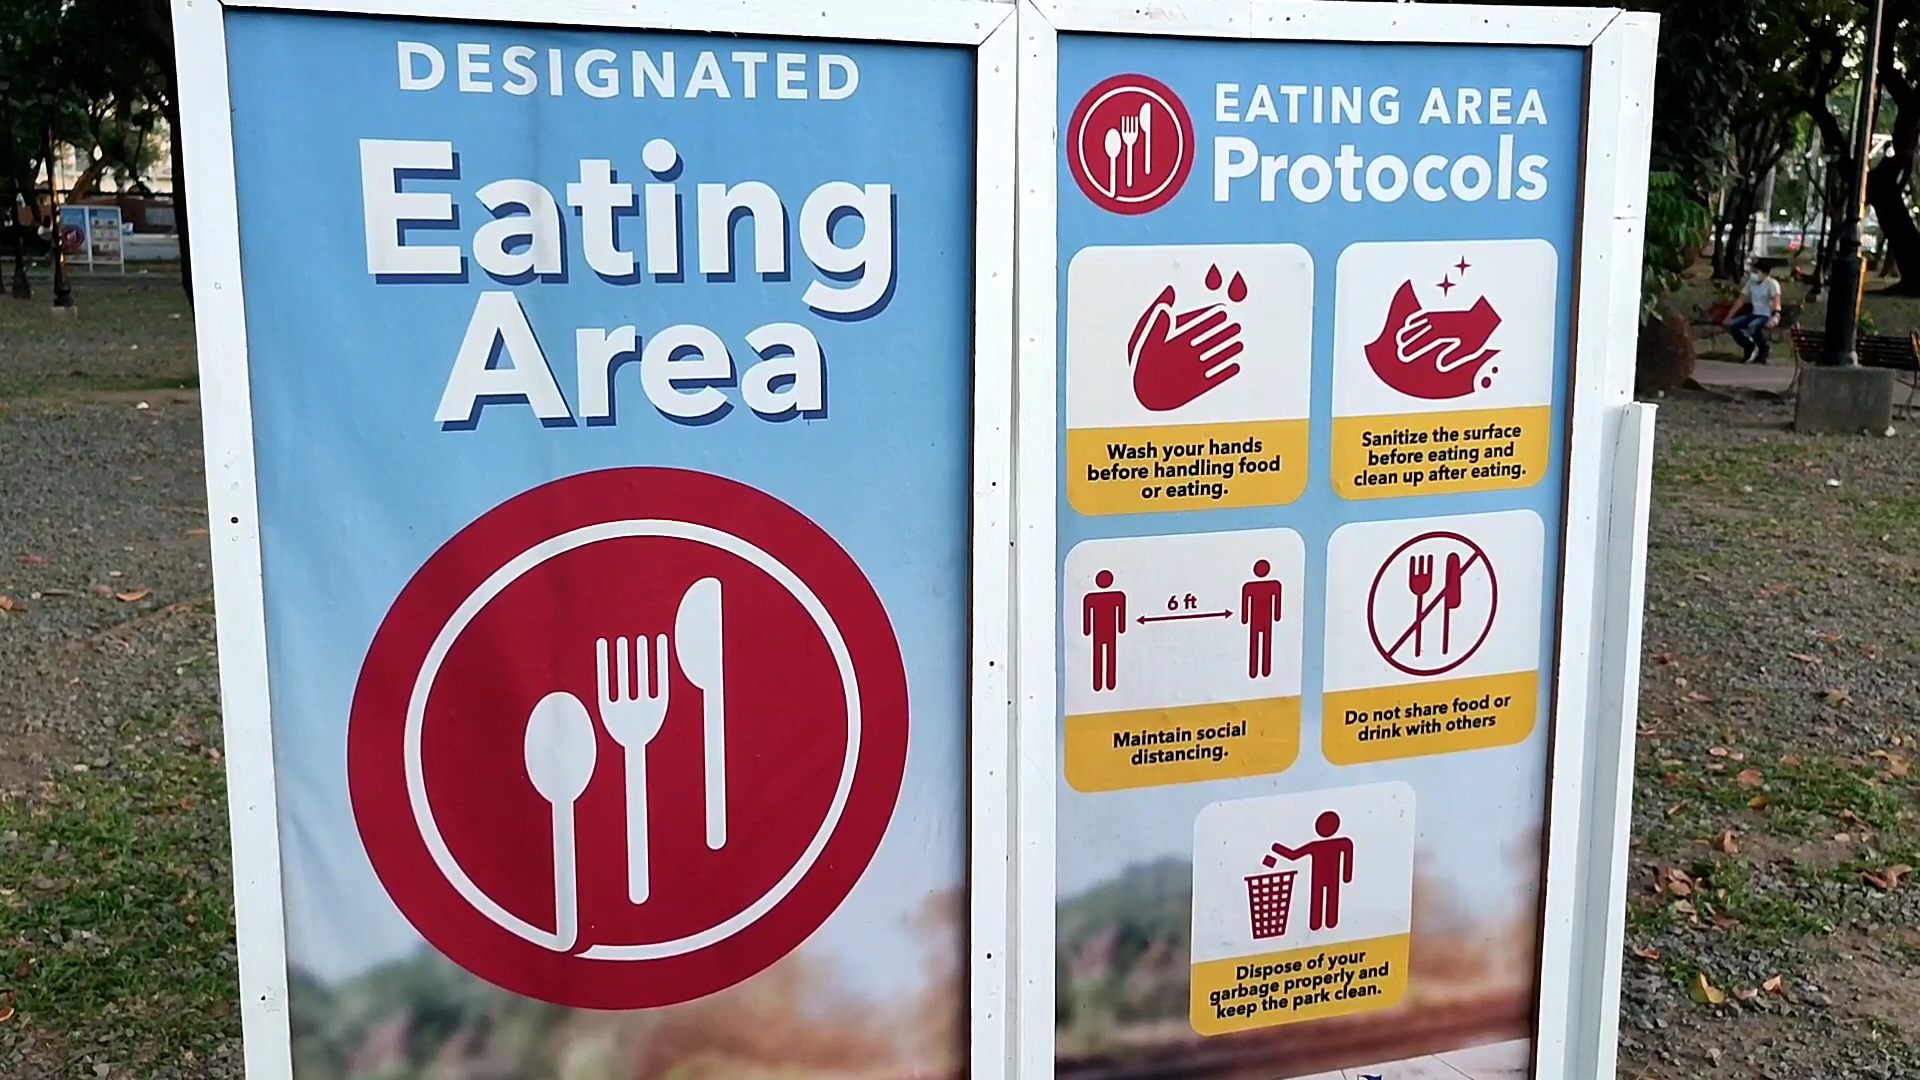 DESIGNATED
Eating
Area
EATING AREA
Protocols
Wash your hands
before handling food
or eating.
Sanitize the surface
before eating and
clean up after eating.
6 ft
Maintain social
distancing.
Do not share food or
drink with others
Dispose of your
garbage properly and
keep the park clean.